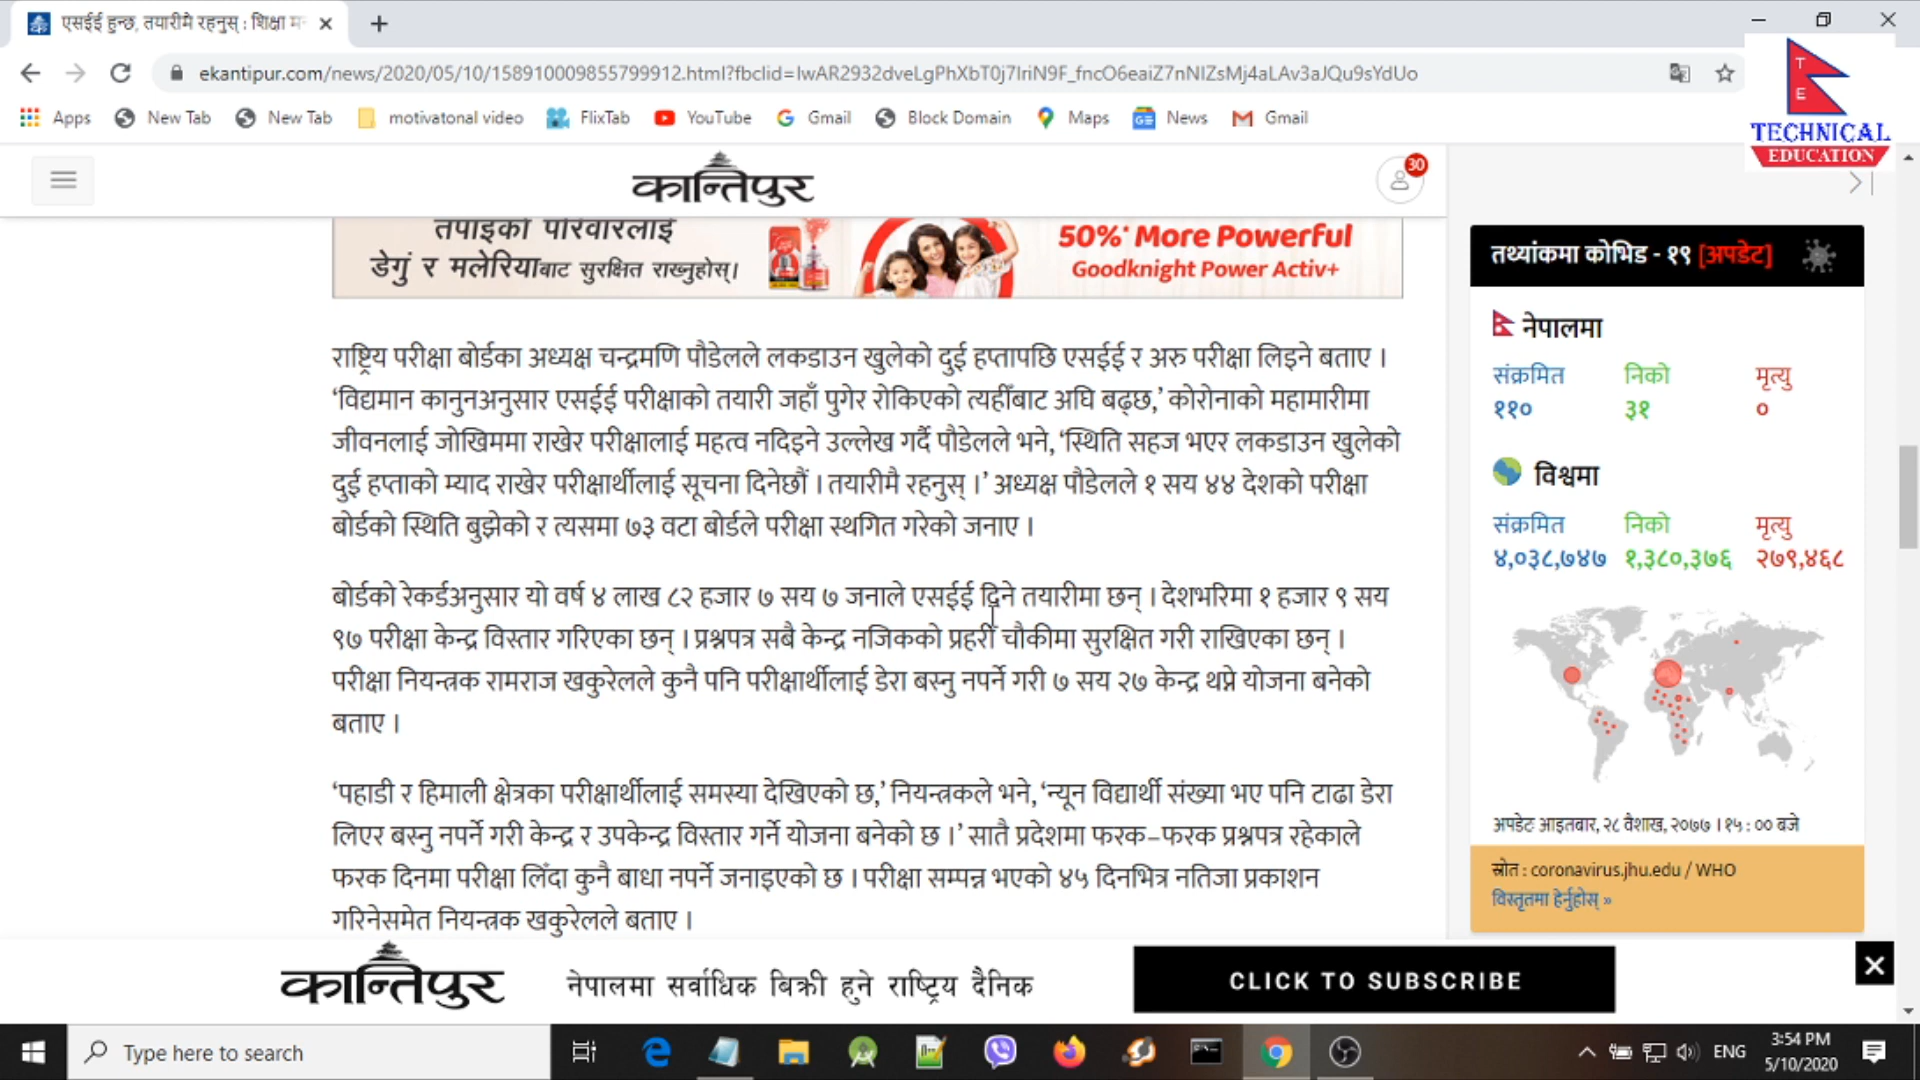 एसईई हुन्छ, तयारीमै रहनुस् : शिक्षा
ekantipur.com/news/2020/05/10/158910009855799912.html?fbclid=IwAR2932dveLgPhXbT0j7IriN9F_fncO6eaiZ7nNIZsMj4aLAv3aJQu9sYdUo
T
E
TECHNICAL
EDUCATION
Apps New Tab New Tab motivatonal video FlixTab YouTube Gmail Block Domain Maps News Gmail
कान्तिपुर
30
तपाइको परिवारलाई
डेगुं र मलेरियाबाट सुरक्षित राख्नुहोस्।
50%* More Powerful
Goodknight Power Activ+
राष्ट्रिय परीक्षा बोर्डका अध्यक्ष चन्द्रमणि पौडेलले लकडाउन खुलेको दुई हप्तापछि एसईई र अरु परीक्षा लिइने बताए ।
‘विद्यमान कानुनअनुसार एसईई परीक्षाको तयारी जहाँ पुगेर रोकिएको त्यहीँबाट अघि बढ्छ,’ कोरोनाको महामारीमा
जीवनलाई जोखिममा राखेर परीक्षालाई महत्व नदिइने उल्लेख गर्दै पौडेलले भने, ‘स्थिति सहज भएर लकडाउन खुलेको
दुई हप्ताको म्याद राखेर परीक्षार्थीलाई सूचना दिनेछौं । तयारीमै रहनुस् ।’ अध्यक्ष पौडेलले १ सय ४४ देशको परीक्षा
बोर्डको स्थिति बुझेको र त्यसमा ७३ वटा बोर्डले परीक्षा स्थगित गरेको जनाए ।
बोर्डको रेकर्डअनुसार यो वर्ष ४ लाख ८२ हजार ७ सय ७ जनाले एसईई दिने तयारीमा छन् । देशभरिमा १ हजार ९ सय
९७ परीक्षा केन्द्र विस्तार गरिएका छन् । प्रश्नपत्र सबै केन्द्र नजिकको प्रहरी चौकीमा सुरक्षित गरी राखिएका छन् ।
परीक्षा नियन्त्रक रामराज खकुरेलले कुनै पनि परीक्षार्थीलाई डेरा बस्नु नपर्ने गरी ७ सय २७ केन्द्र थप्ने योजना बनेको
बताए ।
‘पहाडी र हिमाली क्षेत्रका परीक्षार्थीलाई समस्या देखिएको छ,’ नियन्त्रकले भने, ‘न्यून विद्यार्थी संख्या भए पनि टाढा डेरा
लिएर बस्नु नपर्ने गरी केन्द्र र उपकेन्द्र विस्तार गर्ने योजना बनेको छ ।’ सातै प्रदेशमा फरक–फरक प्रश्नपत्र रहेकाले
फरक दिनमा परीक्षा लिँदा कुनै बाधा नपर्ने जनाइएको छ । परीक्षा सम्पन्न भएको ४५ दिनभित्र नतिजा प्रकाशन
गरिनेसमेत नियन्त्रक खकुरेलले बताए ।
तथ्यांकमा कोभिड - १९ [अपडेट]
नेपालमा
संक्रमित निको मृत्यु
११० ३१ ०
विश्वमा
संक्रमित निको मृत्यु
४,०३८,७४७ १,३८०,३७६ २७९,४६८
अपडेटः आइतबार, २८ वैशाख, २०७७ । १५ : ०० बजे
स्रोत : coronavirus.jhu.edu / WHO
विस्तृतमा हेर्नुहोस् »
कान्तिपुर नेपालमा सर्वाधिक बिक्री हुने राष्ट्रिय दैनिक CLICK TO SUBSCRIBE
Type here to search
ENG
3:54 PM
5/10/2020